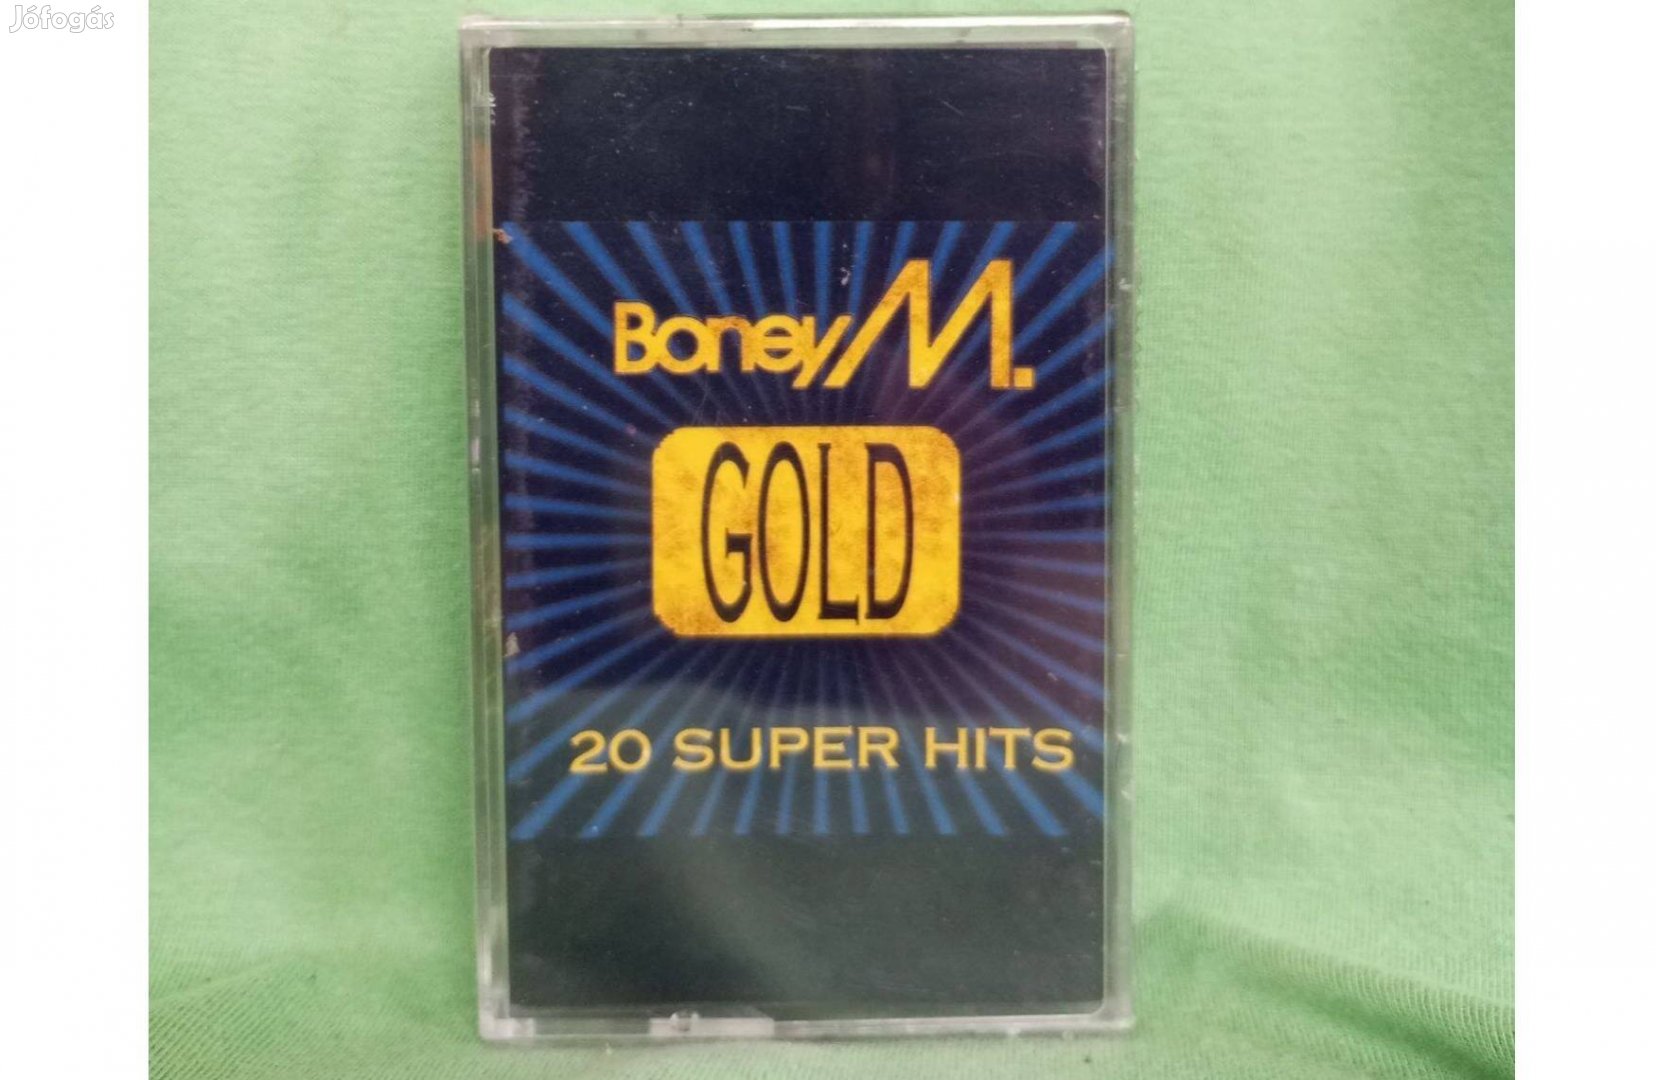 Jófogás
Boney M.
GOLD
20 SUPER HITS